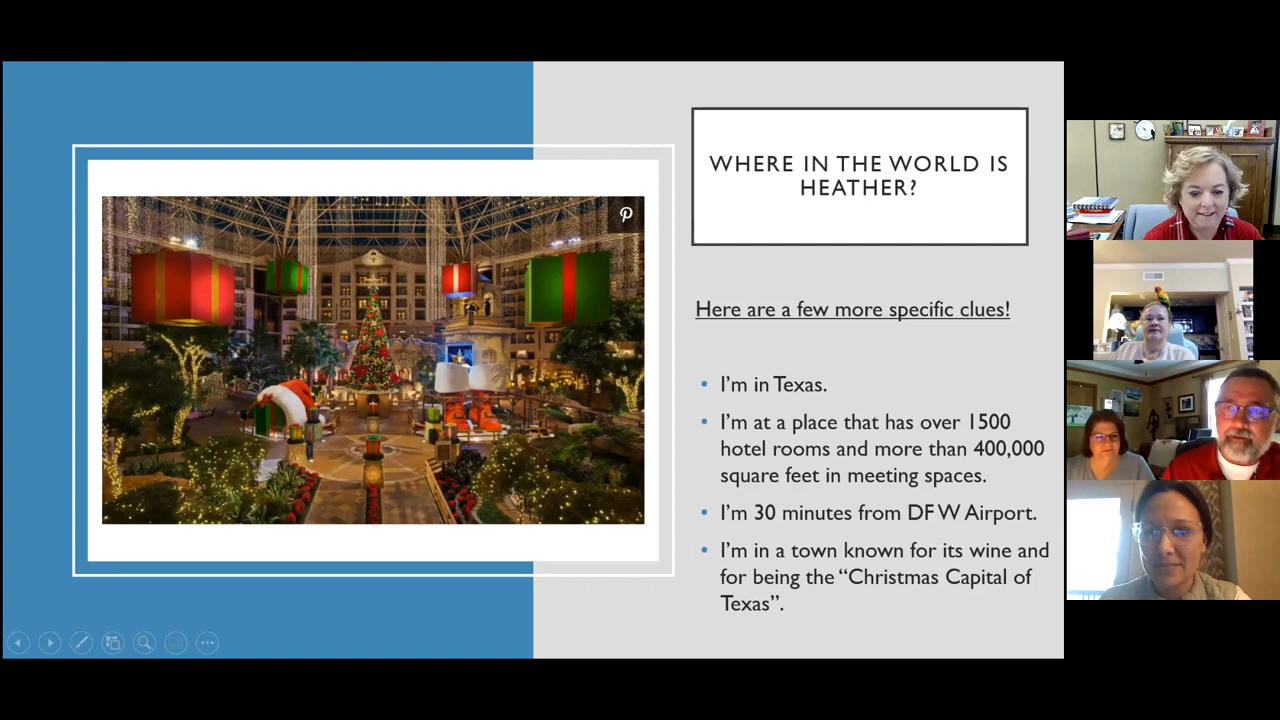 WHERE IN THE WORLD IS
HEATHER?
Here are a few more specific clues!
• I'm in Texas.
• I'm at a place that has over 1500
hotel rooms and more than 400,000
square feet in meeting spaces.
• I'm 30 minutes from DFW Airport.
• I'm in a town known for its wine and
for being the “Christmas Capital of
Texas”.